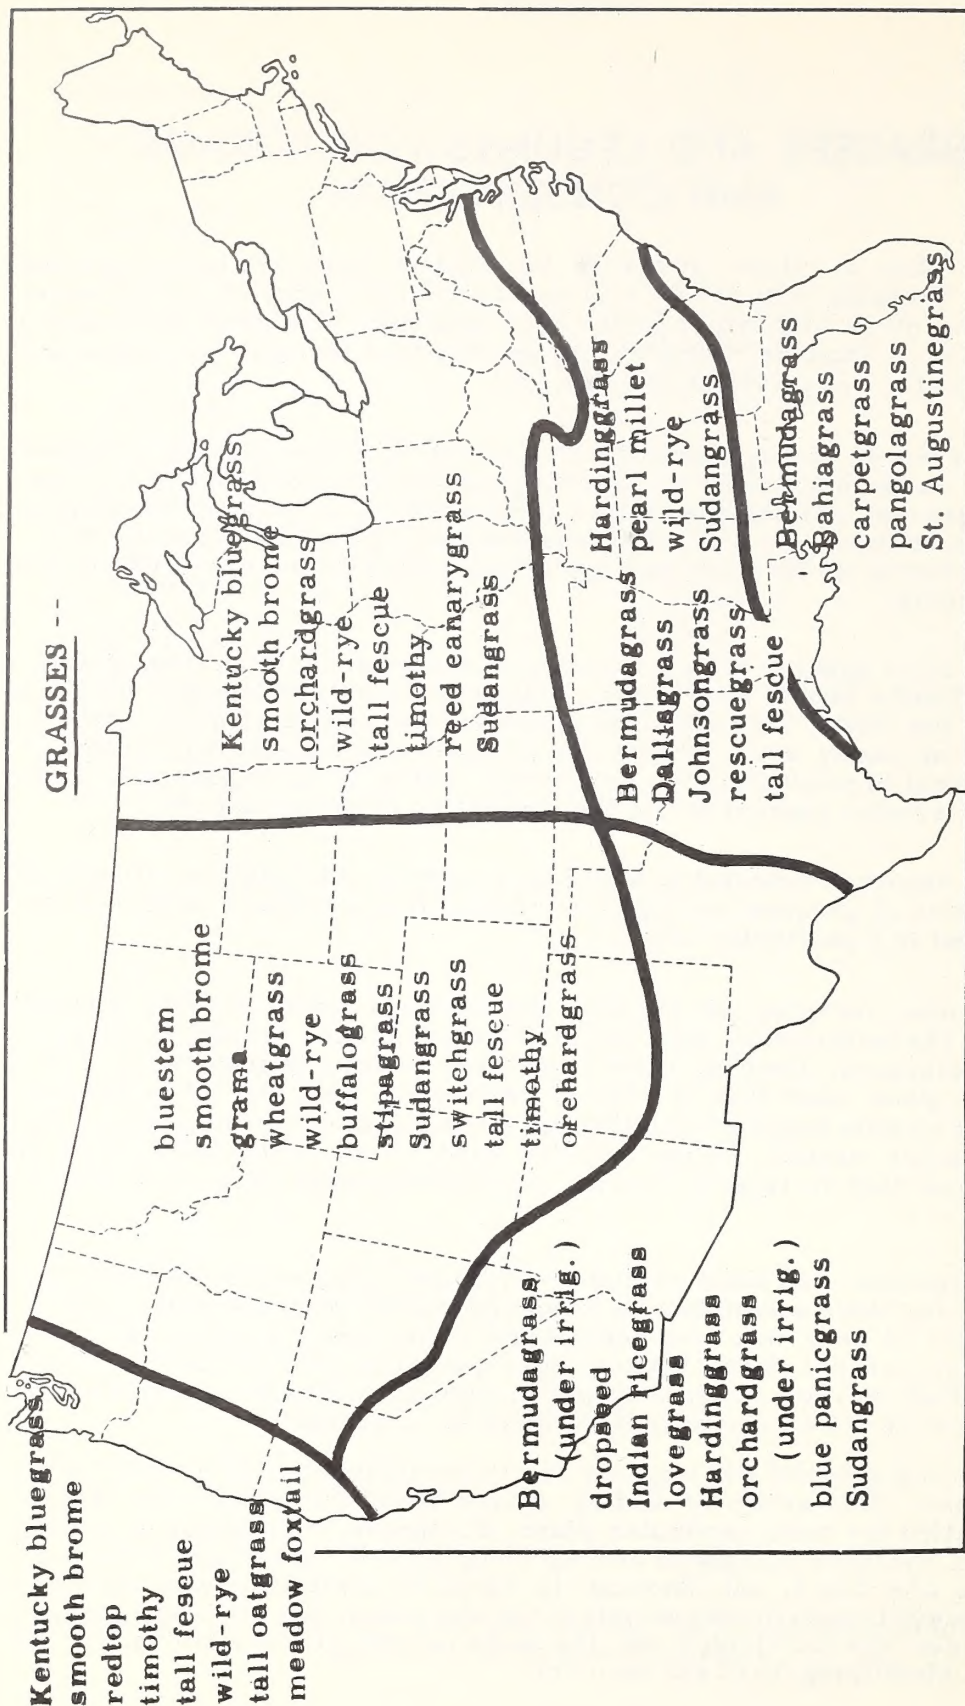 GRASSES --
Kentucky bluegrass
smooth brome
redtop
timothy
tall feseue
wild-rye
tall oatgrass
meadow foxtail
bluestem
smooth brome
grama
wheatgrass
wild-rye
buffalograss
stipagrass
Sudangrass
switchgrass
tall fescue
timothy
orchardgrass
Kentucky bluegrass
smooth brome
orchardgrass
wild-rye
tall fescue
timothy
reed eanarygrass
Sudangrass
Bermudagrass
(under irrig.)
dropseed
Indian ricegrass
lovegrass
Hardinggrass
orchardgrass
(under irrig.)
blue panicgrass
Sudangrass
Bermudagrass
Dallisgrass
Johnsongrass
rescuegrass
tall fescue
Hardinggrass
pearl millet
wild-rye
Sudangrass
Bermudagrass
Bahiagrass
carpetgrass
pangolagrass
St. Augustinegrass